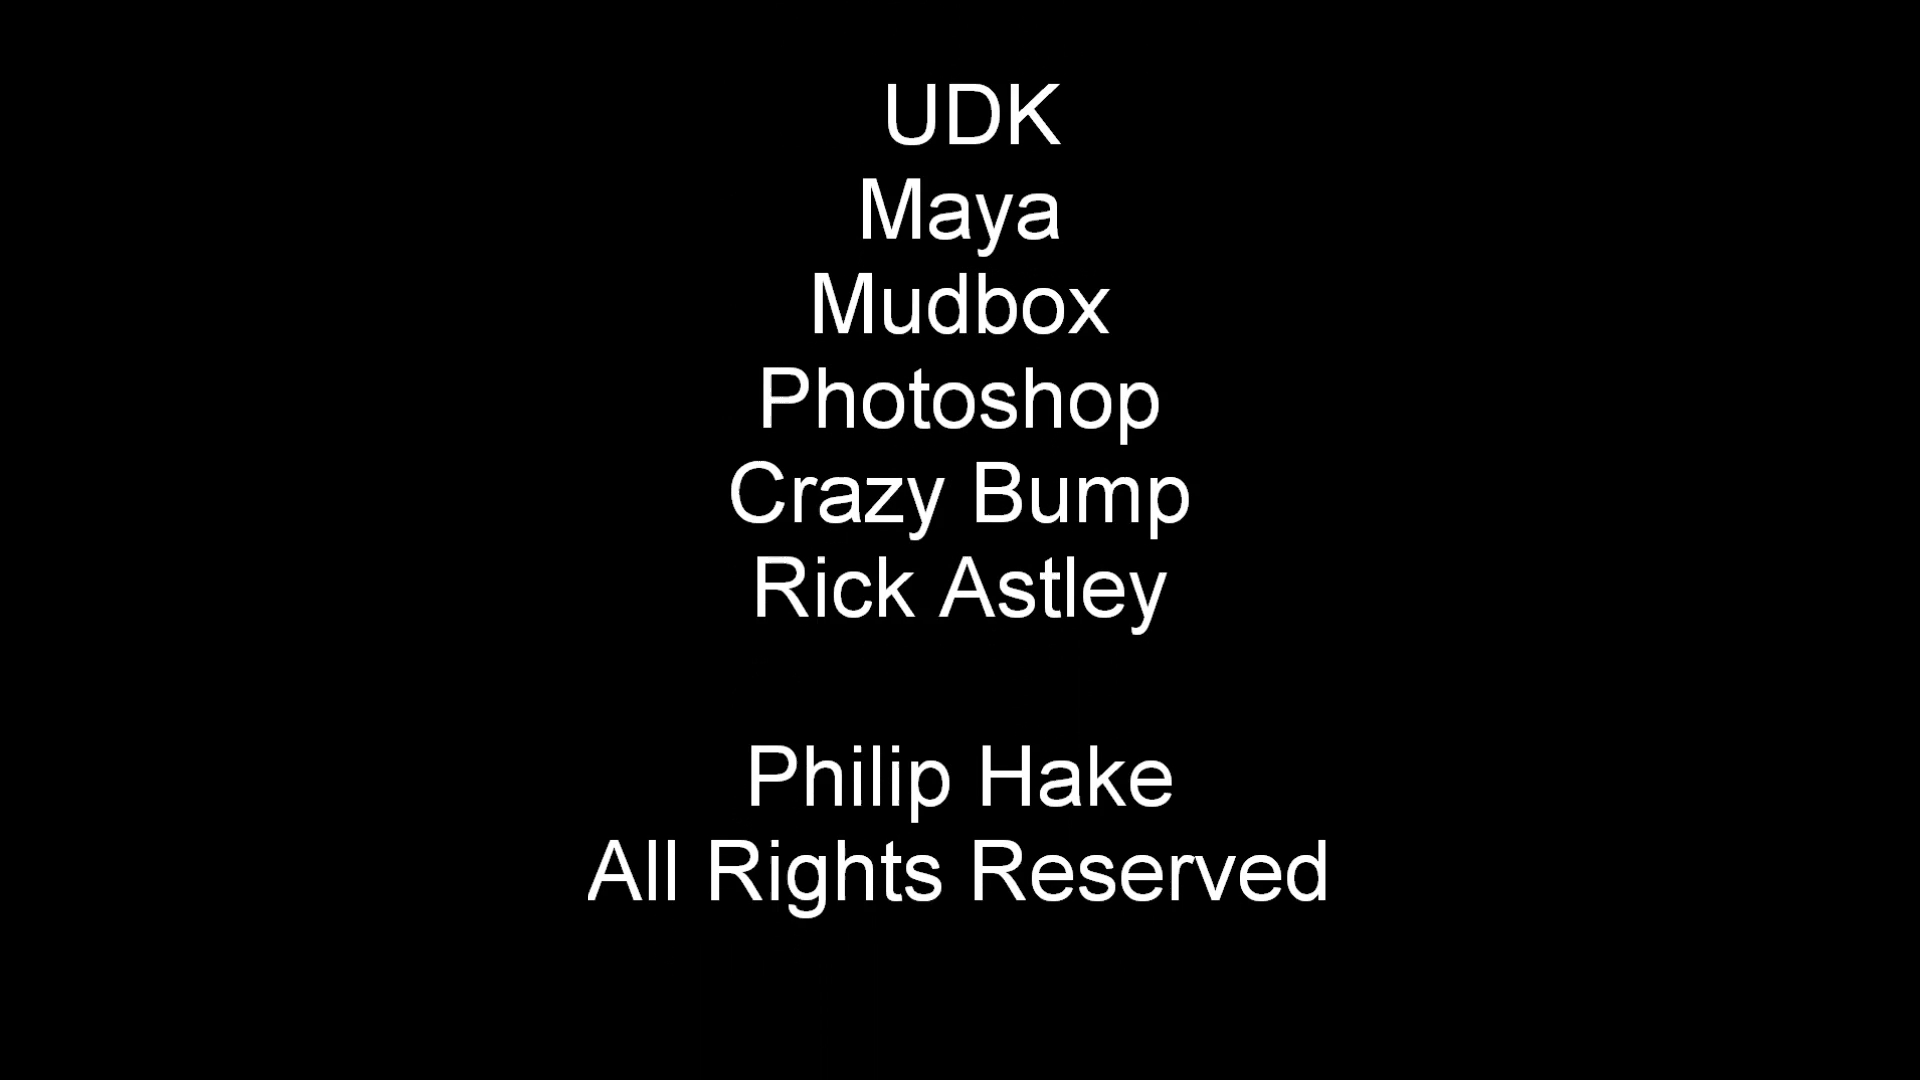 UDK
Maya
Mudbox
Photoshop
Crazy Bump
Rick Astley
Philip Hake
All Rights Reserved